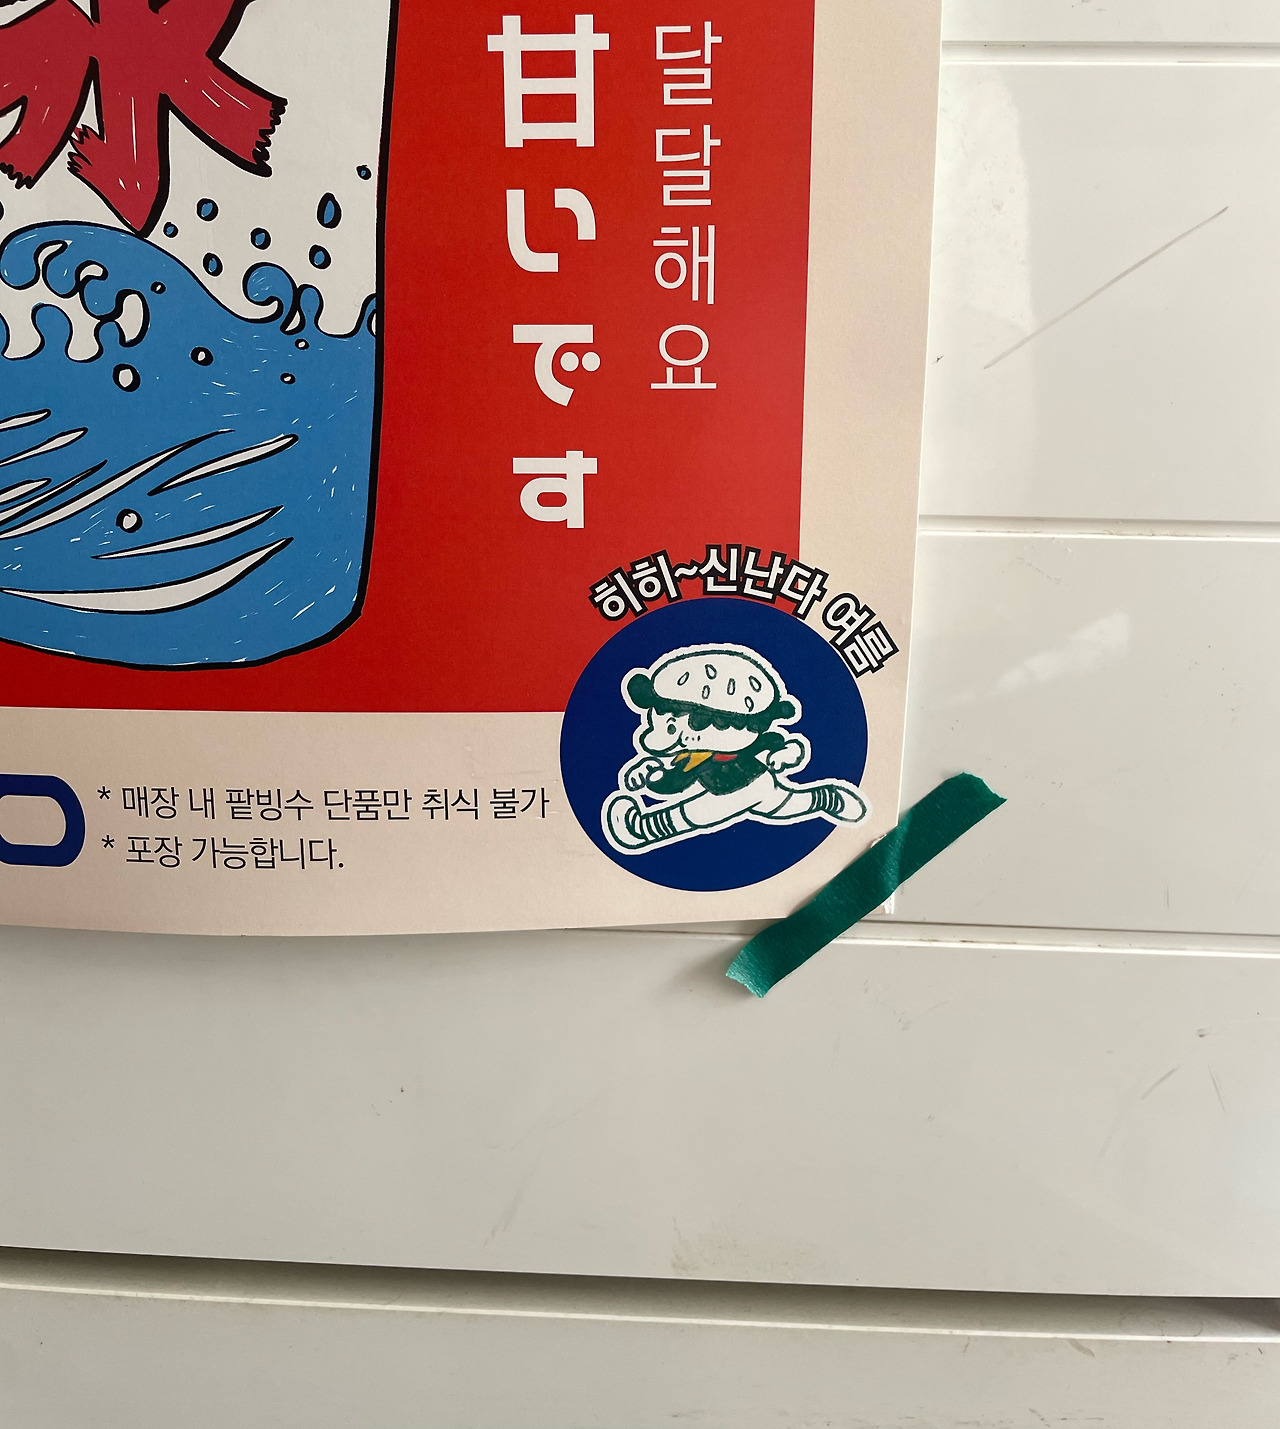 氷
甘いです
달달해요
히히~신난다 여름
* 매장 내 팥빙수 단품만 취식 불가
* 포장 가능합니다.